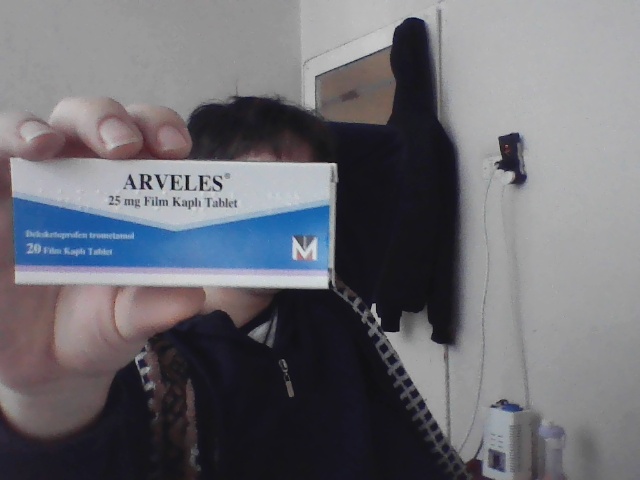 ARVELES®
25 mg Film Kaplı Tablet
Deksketoprofen trometamol
20 Film Kaplı Tablet
M